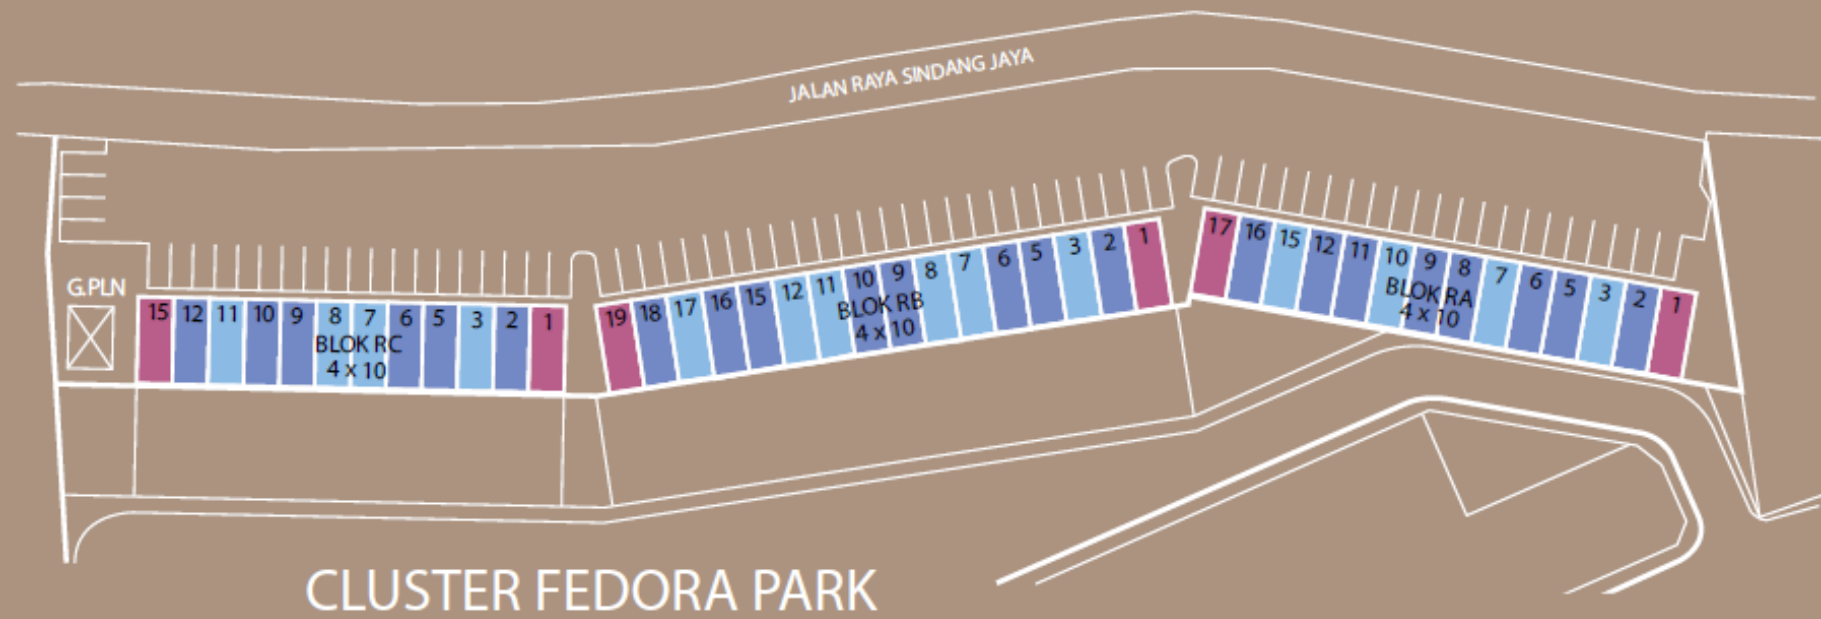 JALAN RAYA SINDANG JAYA
G.PLN
15 12 11 10 9 8 7 6 5 3 2 1
BLOK RC
4 x 10
19 18 17 16 15 12 11 10 9 8 7 6 5 3 2 1
BLOK RB
4 x 10
17 16 15 12 11 10 9 8 7 6 5 3 2 1
BLOK RA
4 x 10
CLUSTER FEDORA PARK